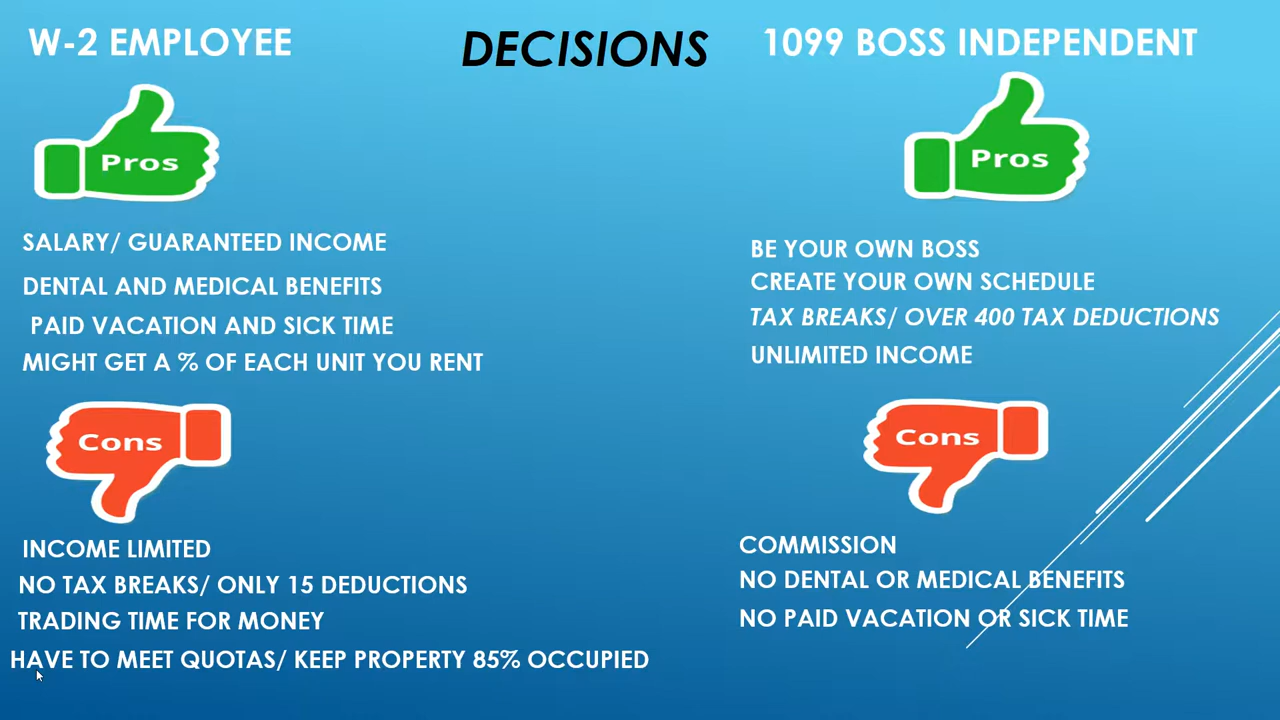 W-2 EMPLOYEE
DECISIONS
1099 BOSS INDEPENDENT
Pros
SALARY/ GUARANTEED INCOME
DENTAL AND MEDICAL BENEFITS
PAID VACATION AND SICK TIME
MIGHT GET A % OF EACH UNIT YOU RENT
Cons
INCOME LIMITED
NO TAX BREAKS/ ONLY 15 DEDUCTIONS
TRADING TIME FOR MONEY
HAVE TO MEET QUOTAS/ KEEP PROPERTY 85% OCCUPIED
Pros
BE YOUR OWN BOSS
CREATE YOUR OWN SCHEDULE
TAX BREAKS/ OVER 400 TAX DEDUCTIONS
UNLIMITED INCOME
Cons
COMMISSION
NO DENTAL OR MEDICAL BENEFITS
NO PAID VACATION OR SICK TIME